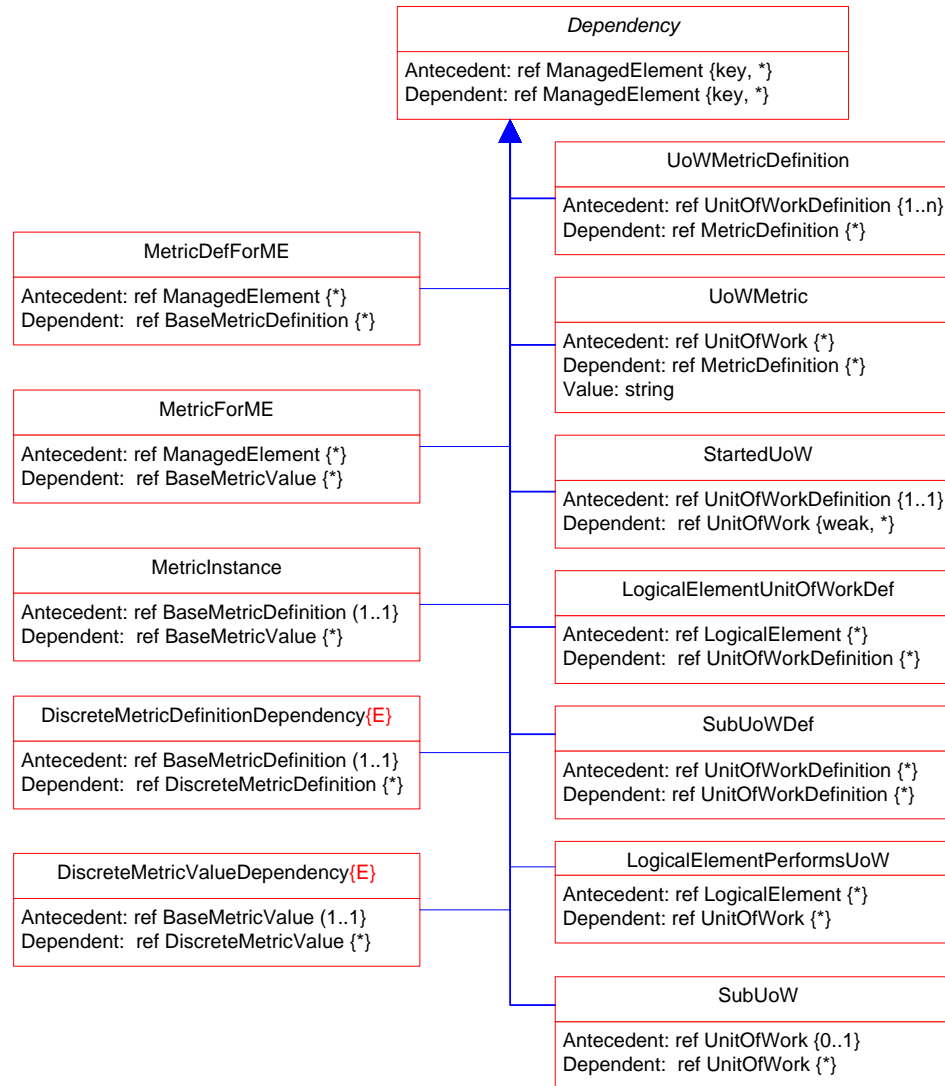 Dependency
Antecedent: ref ManagedElement {key, *}
Dependent: ref ManagedElement {key, *}
UoWMetricDefinition
Antecedent: ref UnitOfWorkDefinition {1..n}
Dependent: ref MetricDefinition {*}
MetricDefForME
Antecedent: ref ManagedElement {*}
Dependent: ref BaseMetricDefinition {*}
UoWMetric
Antecedent: ref UnitOfWork {*}
Dependent: ref MetricDefinition {*}
Value: string
MetricForME
Antecedent: ref ManagedElement {*}
Dependent: ref BaseMetricValue {*}
StartedUoW
Antecedent: ref UnitOfWorkDefinition {1..1}
Dependent: ref UnitOfWork {weak, *}
MetricInstance
Antecedent: ref BaseMetricDefinition (1..1}
Dependent: ref BaseMetricValue {*}
LogicalElementUnitOfWorkDef
Antecedent: ref LogicalElement {*}
Dependent: ref UnitOfWorkDefinition {*}
DiscreteMetricDefinitionDependency{E}
Antecedent: ref BaseMetricDefinition (1..1}
Dependent: ref DiscreteMetricDefinition {*}
SubUoWDef
Antecedent: ref UnitOfWorkDefinition {*}
Dependent: ref UnitOfWorkDefinition {*}
DiscreteMetricValueDependency{E}
Antecedent: ref BaseMetricValue (1..1}
Dependent: ref DiscreteMetricValue {*}
LogicalElementPerformsUoW
Antecedent: ref LogicalElement {*}
Dependent: ref UnitOfWork {*}
SubUoW
Antecedent: ref UnitOfWork {0..1}
Dependent: ref UnitOfWork {*}